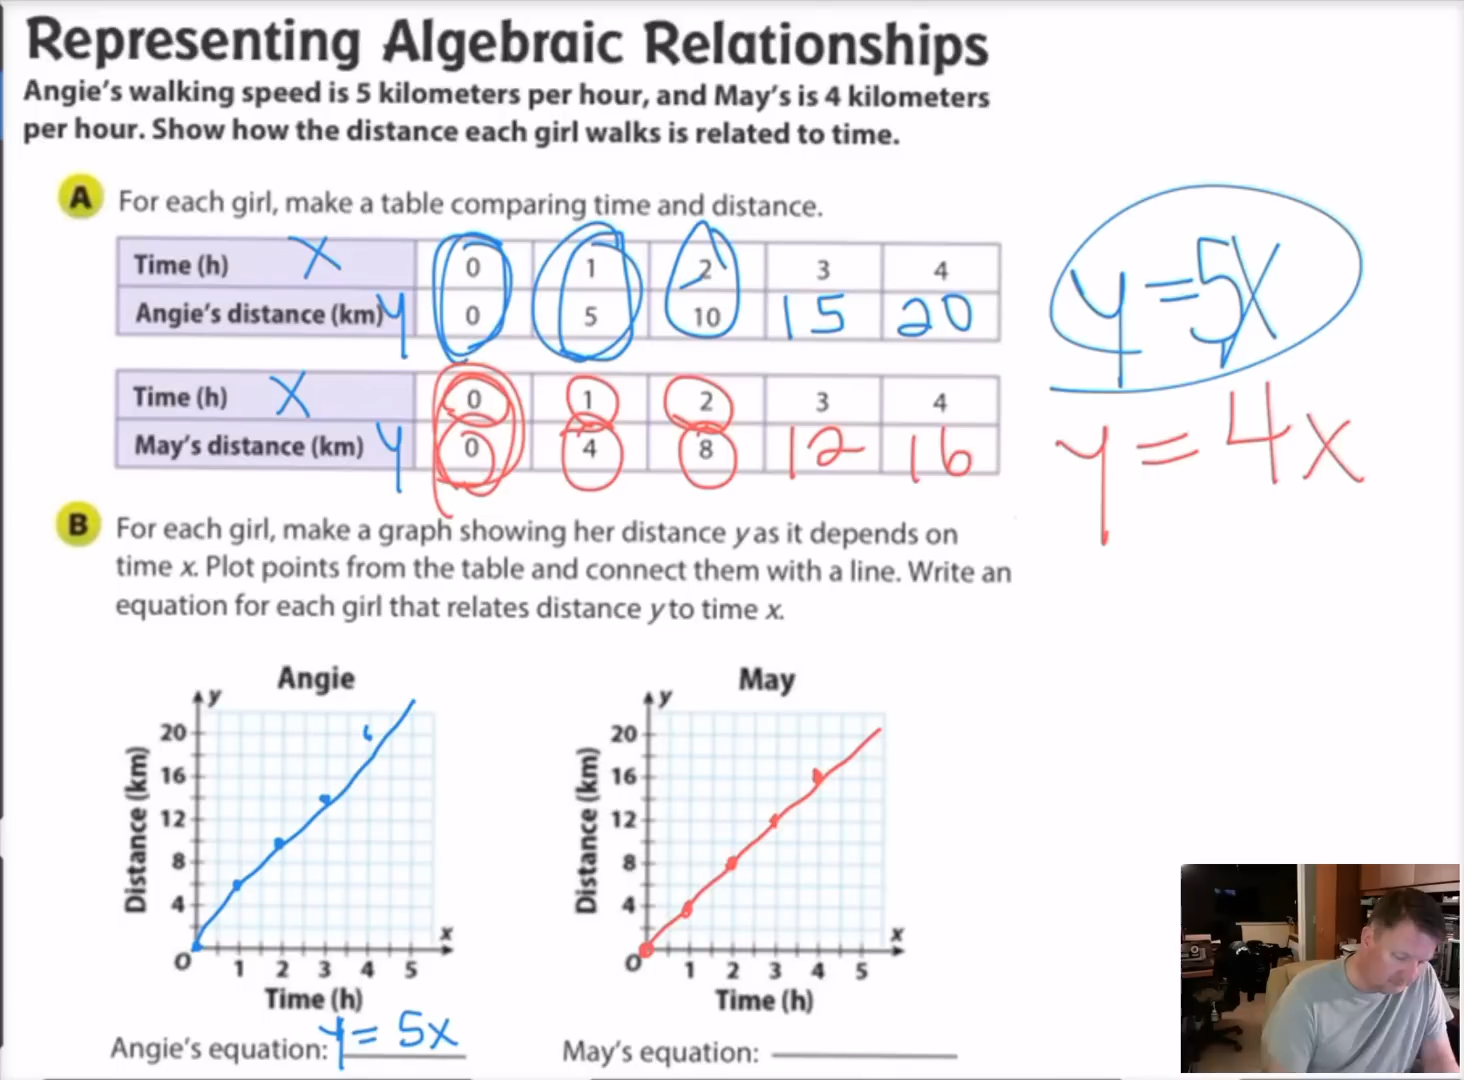 Representing Algebraic Relationships
Angie's walking speed is 5 kilometers per hour, and May's is 4 kilometers
per hour. Show how the distance each girl walks is related to time.
A For each girl, make a table comparing time and distance.
Time (h) X 0 1 2 3 4
Angie's distance (km) y 0 5 10 15 20
y = 5x
Time (h) X 0 1 2 3 4
May's distance (km) y 0 4 8 12 16
y = 4x
B For each girl, make a graph showing her distance y as it depends on
time x. Plot points from the table and connect them with a line. Write an
equation for each girl that relates distance y to time x.
Angie
y
20
16
12
8
4
O 1 2 3 4 5
x
Distance (km)
Time (h)
Angie's equation: y = 5x
May
y
20
16
12
8
4
O 1 2 3 4 5
x
Distance (km)
Time (h)
May's equation: